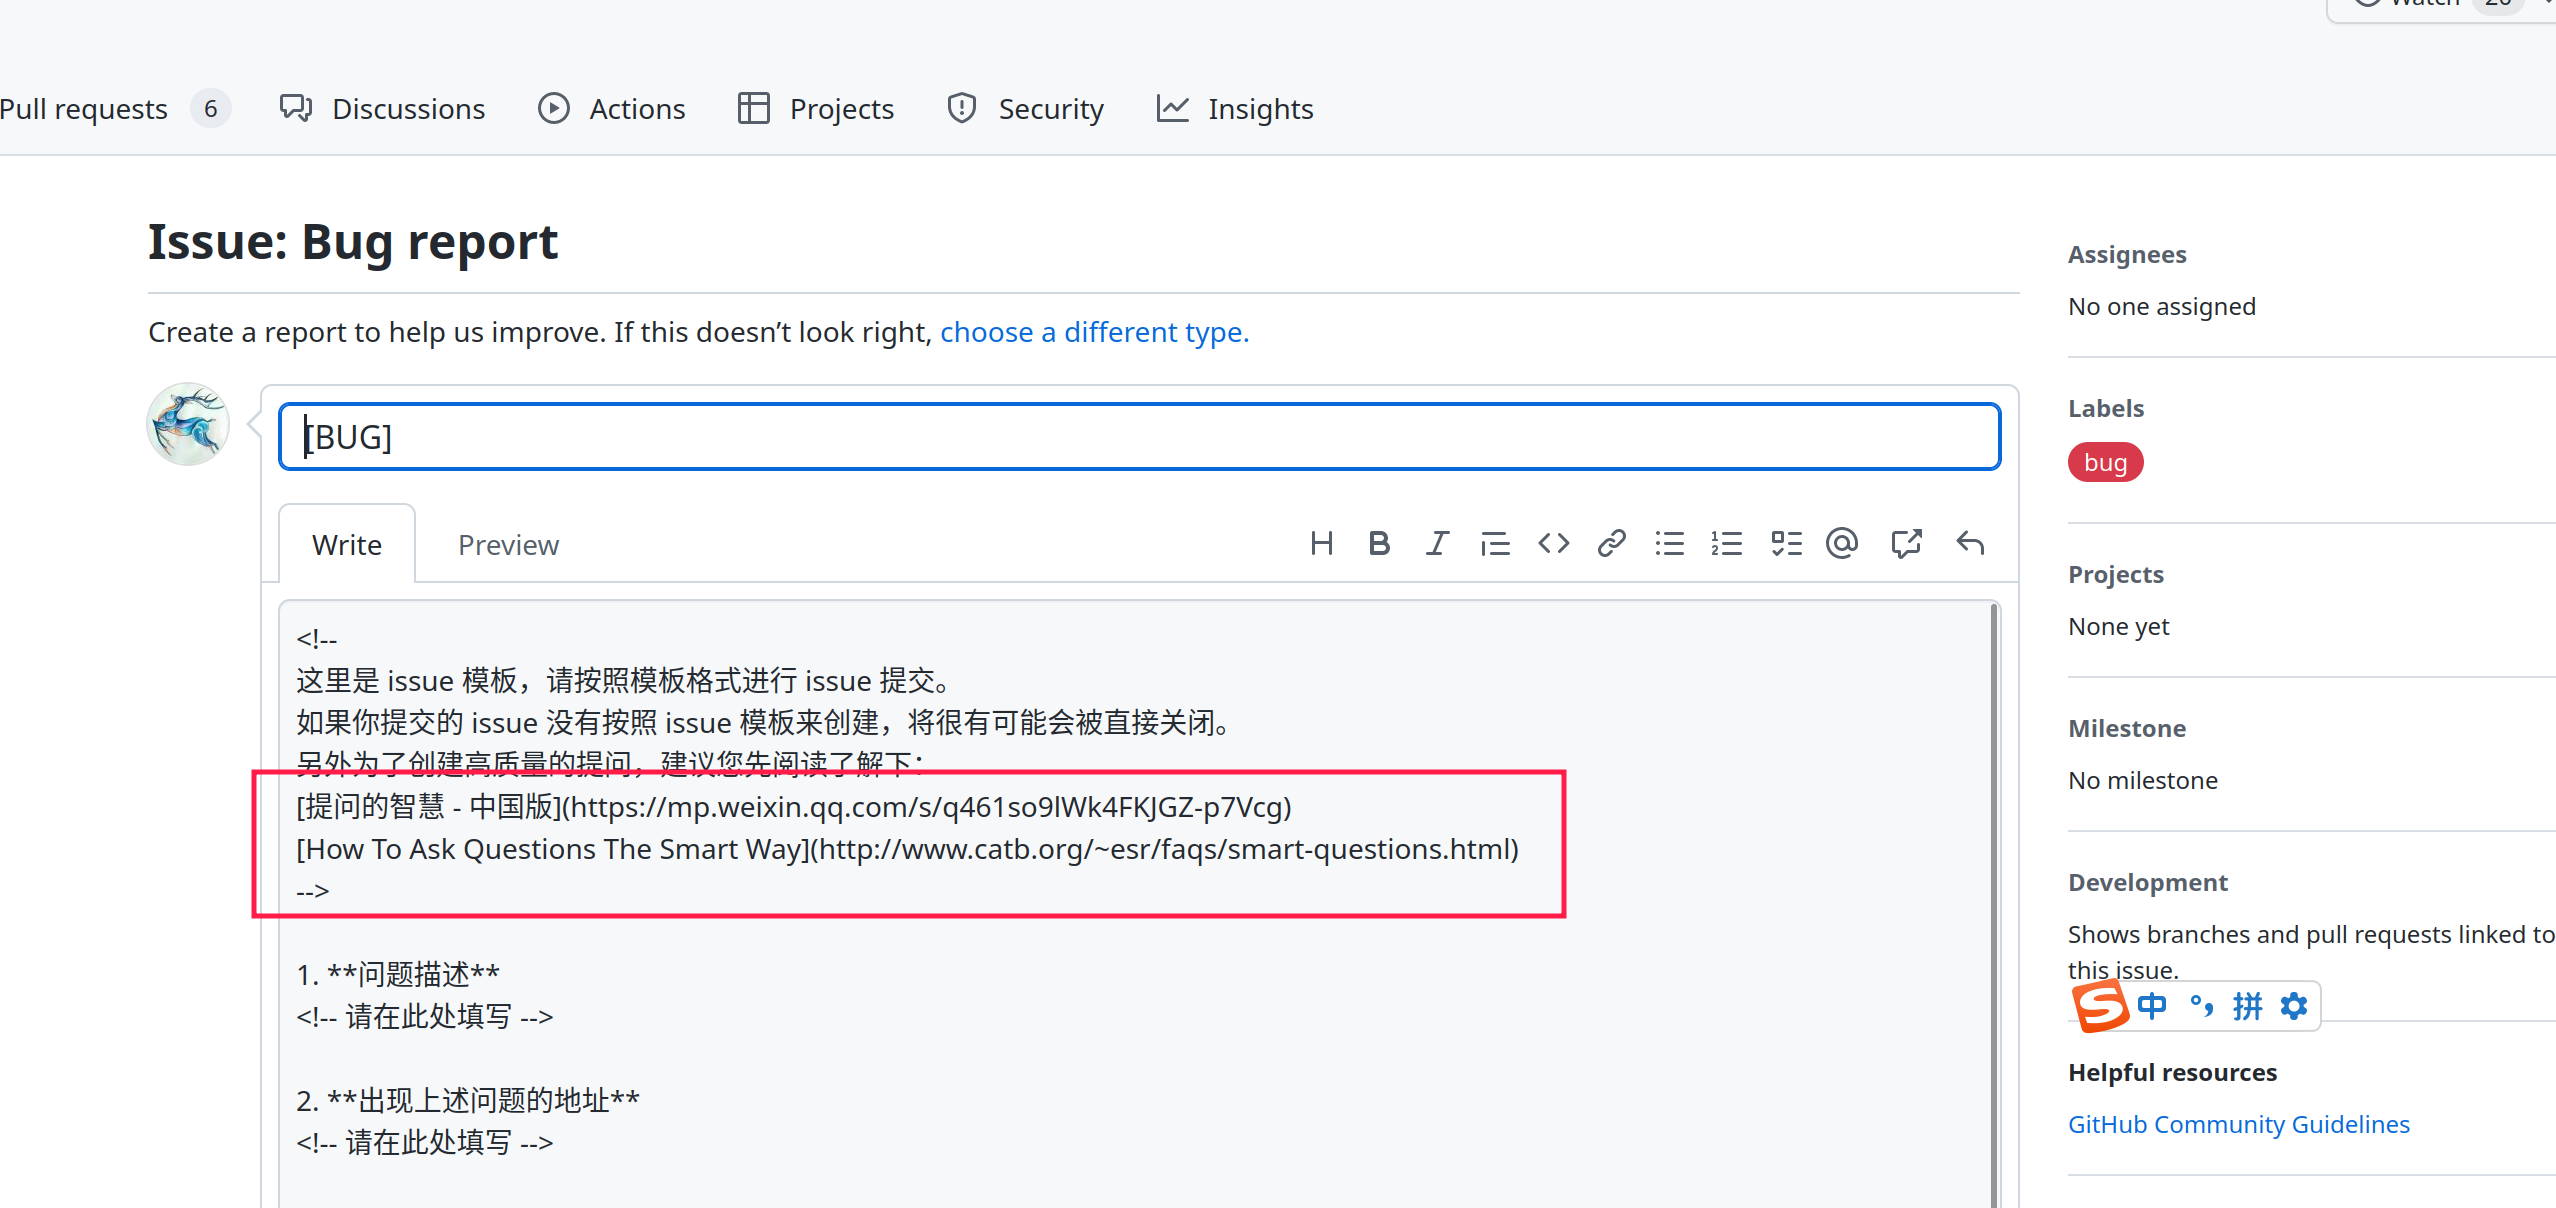 Watch 20
Pull requests 6 Discussions Actions Projects Security Insights
Issue: Bug report
Create a report to help us improve. If this doesn’t look right, choose a different type.
[BUG]
Write Preview
<!--
这里是 issue 模板，请按照模板格式进行 issue 提交。
如果你提交的 issue 没有按照 issue 模板来创建，将很有可能会被直接关闭。
另外为了创建高质量的提问，建议您先阅读了解下：
[提问的智慧 - 中国版](https://mp.weixin.qq.com/s/q461so9lWk4FKJGZ-p7Vcg)
[How To Ask Questions The Smart Way](http://www.catb.org/~esr/faqs/smart-questions.html)
-->
1. **问题描述**
<!-- 请在此处填写 -->
2. **出现上述问题的地址**
<!-- 请在此处填写 -->
Assignees
No one assigned
Labels
bug
Projects
None yet
Milestone
No milestone
Development
Shows branches and pull requests linked to
this issue.
S 中 °, 拼
Helpful resources
GitHub Community Guidelines